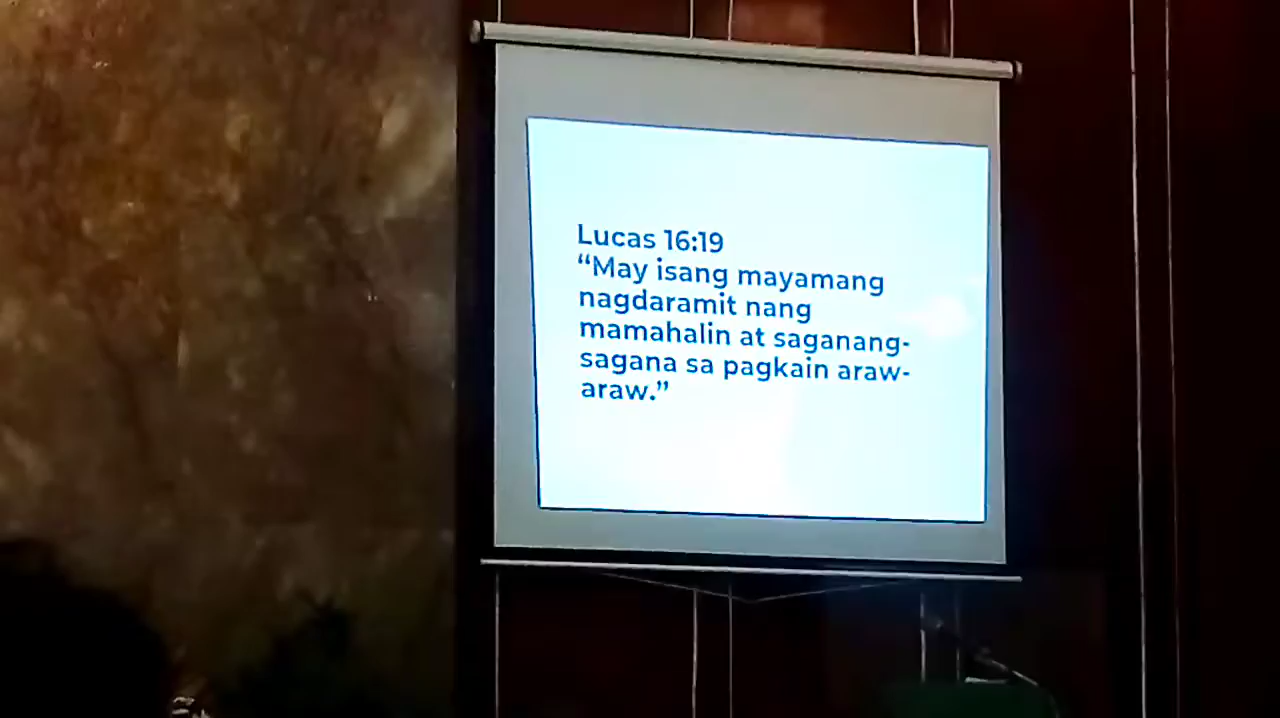 Lucas 16:19
“May isang mayamang
nagdaramit nang
mamahalin at saganang-
sagana sa pagkain araw-
araw.”